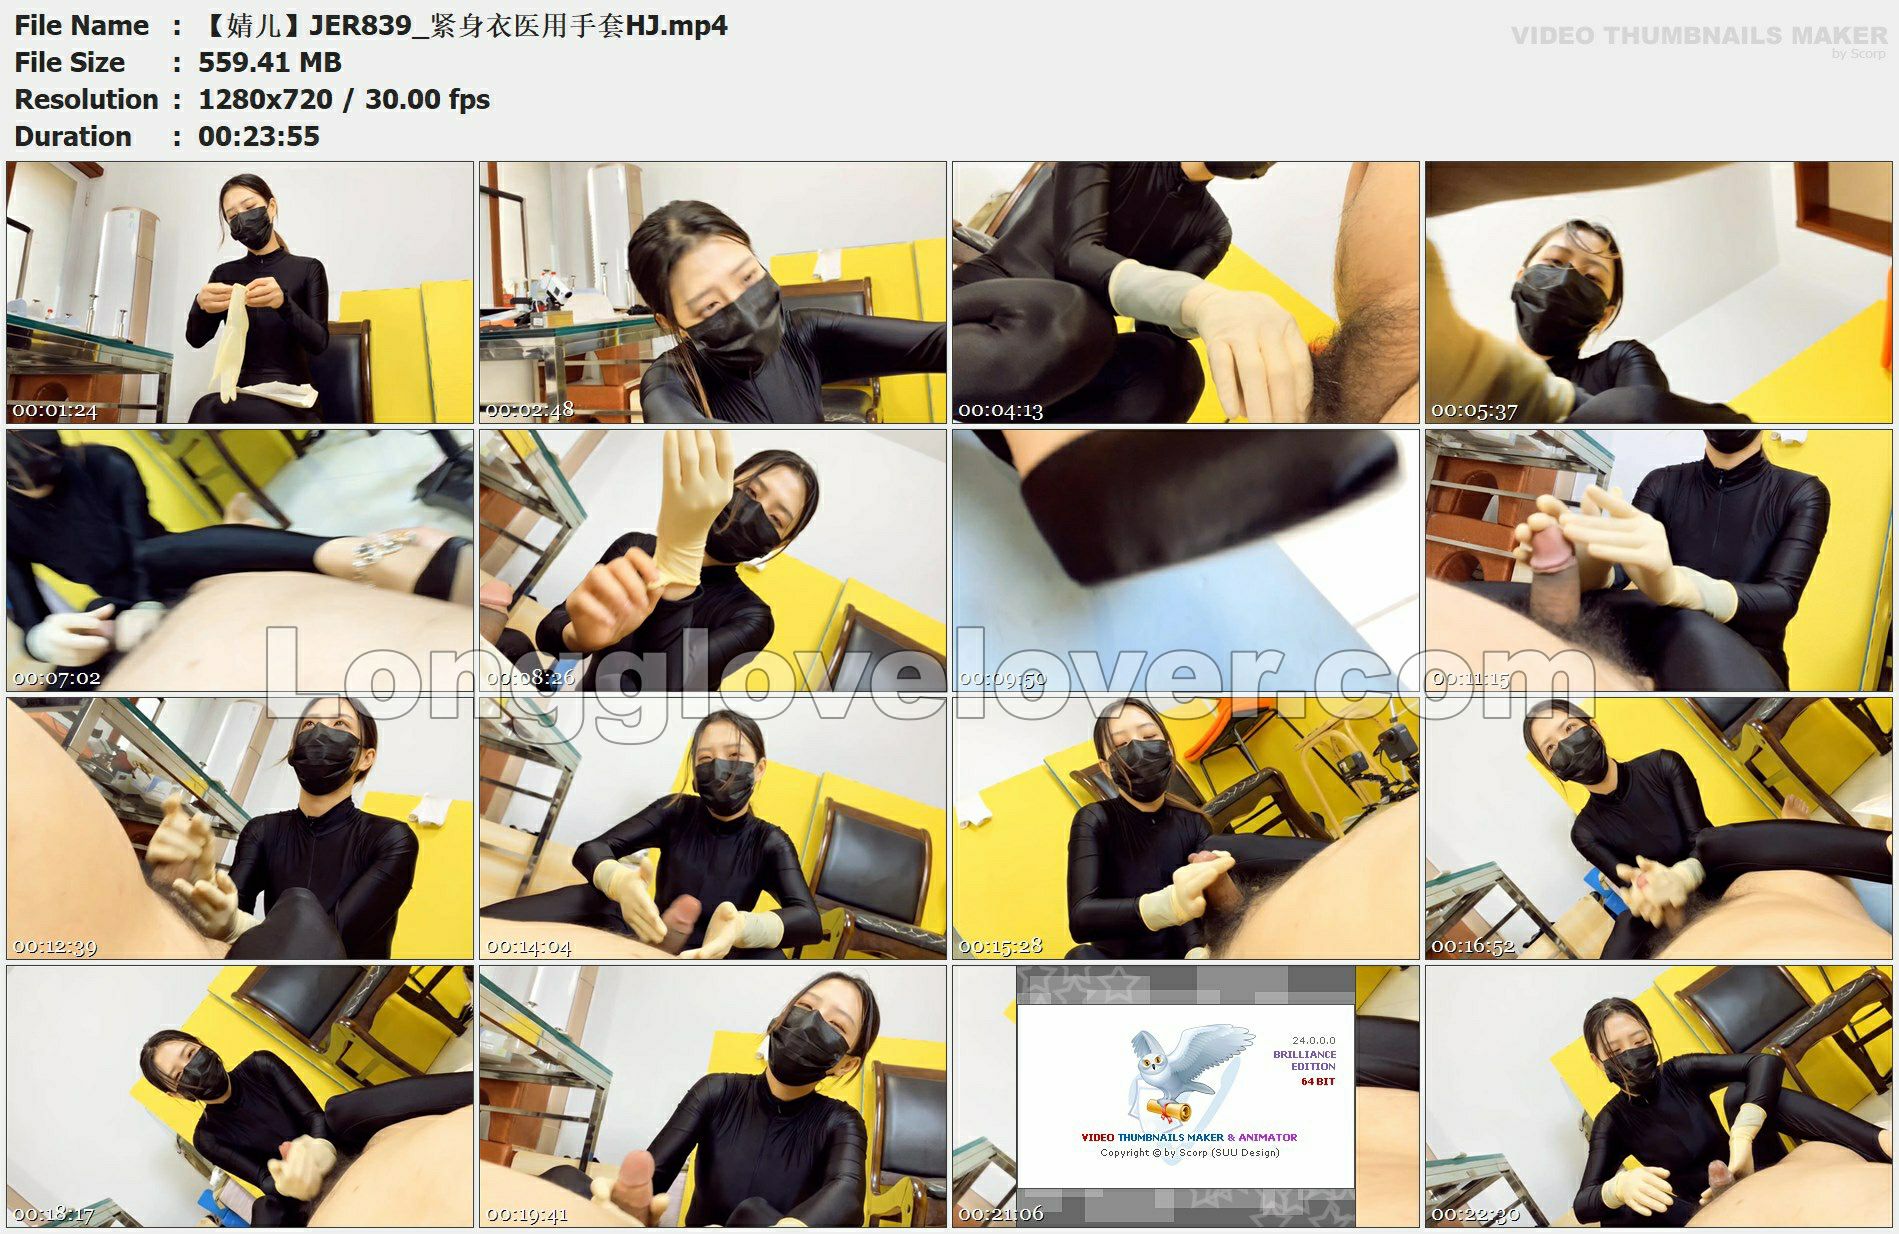 File Name : 【婧儿】JER839_紧身衣医用手套HJ.mp4
VIDEO THUMBNAILS MAKER
by Scorp
File Size : 559.41 MB
Resolution : 1280x720 / 30.00 fps
Duration : 00:23:55
00:01:24
00:02:48
00:04:13
00:05:37
00:07:02
00:08:26
00:09:50
00:11:15
Longglovelover.com
00:12:39
00:14:04
00:15:28
00:16:52
24.0.0.0
BRILLIANCE
EDITION
64 BIT
VIDEO THUMBNAILS MAKER & ANIMATOR
Copyright © by Scorp (SUU Design)
00:18:17
00:19:41
00:21:06
00:22:30